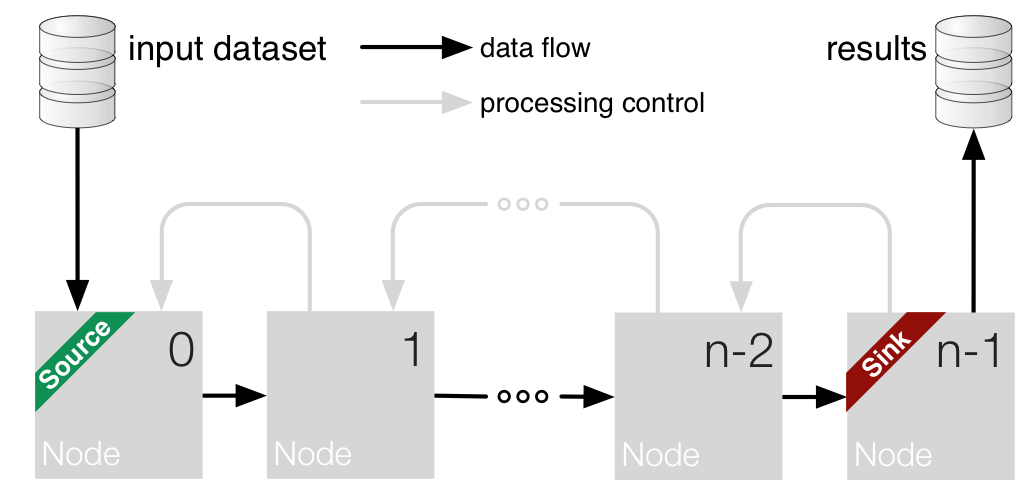 input dataset
data flow
results
processing control
Source
0
1
n-2
Sink
n-1
Node
Node
Node
Node